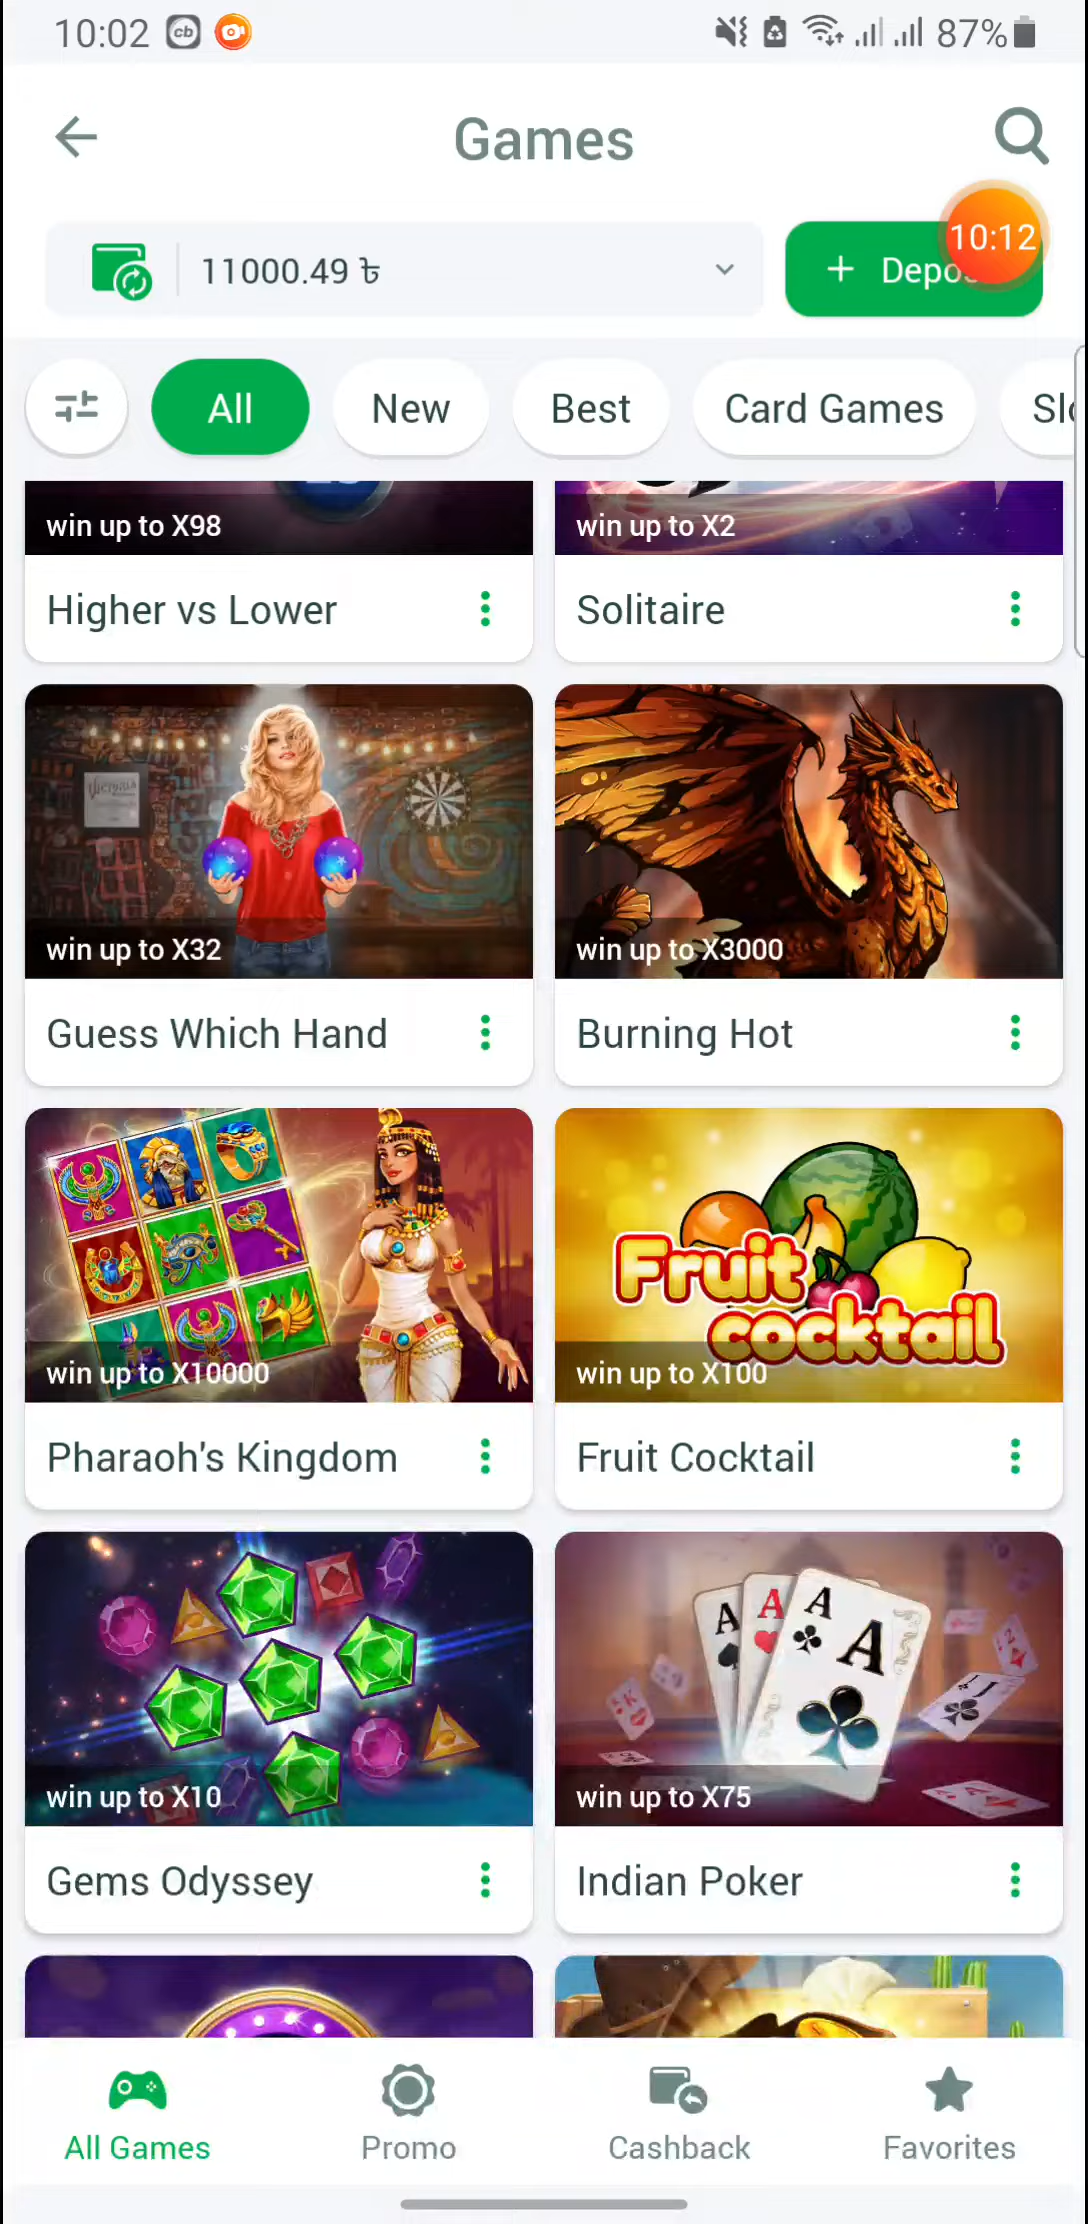 10:02 cb 87%
Games
11000.49 ৳ + Depos
10:12
All New Best Card Games Slo
win up to X98 win up to X2
Higher vs Lower Solitaire
win up to X32 win up to X3000
Guess Which Hand Burning Hot
Fruit
cocktail
win up to X10000 win up to X100
Pharaoh's Kingdom Fruit Cocktail
A A A A
win up to X10 win up to X75
Gems Odyssey Indian Poker
All Games Promo Cashback Favorites